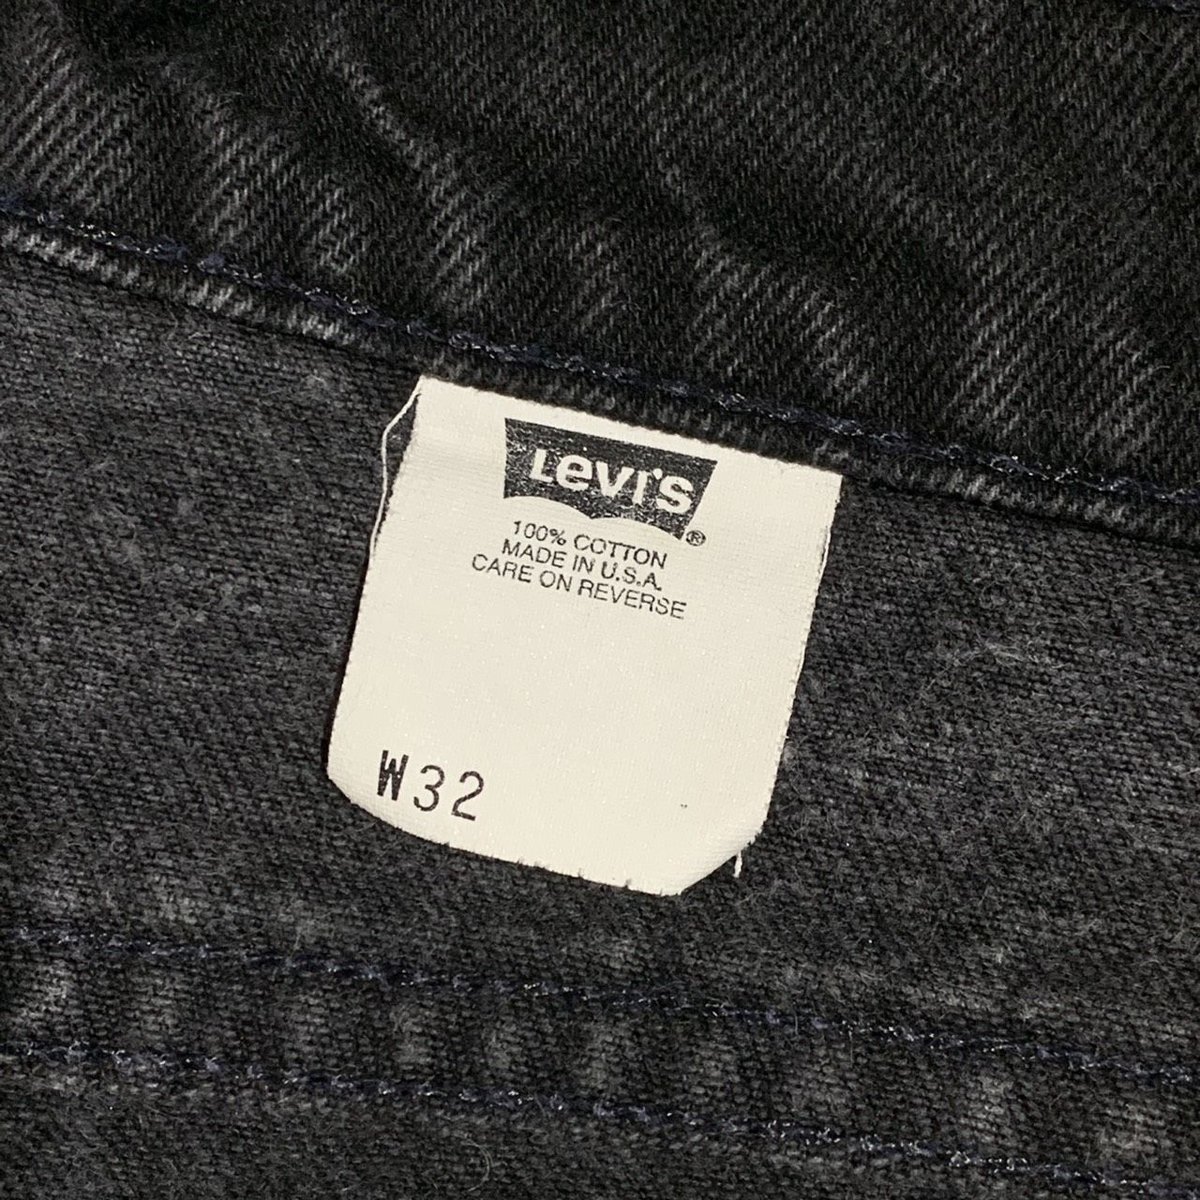 Levi's®
100% COTTON
MADE IN U.S.A.
CARE ON REVERSE
W32